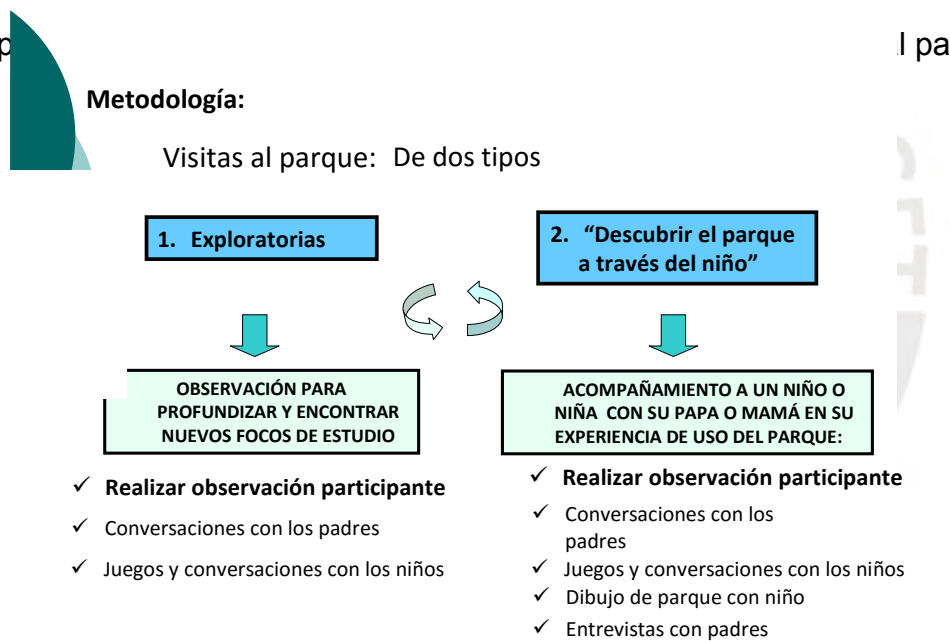 l pa
Metodología:
Visitas al parque: De dos tipos
1. Exploratorias
OBSERVACIÓN PARA
PROFUNDIZAR Y ENCONTRAR
NUEVOS FOCOS DE ESTUDIO
✓ Realizar observación participante
✓ Conversaciones con los padres
✓ Juegos y conversaciones con los niños
2. “Descubrir el parque
a través del niño”
ACOMPAÑAMIENTO A UN NIÑO O
NIÑA CON SU PAPA O MAMÁ EN SU
EXPERIENCIA DE USO DEL PARQUE:
✓ Realizar observación participante
✓ Conversaciones con los
padres
✓ Juegos y conversaciones con los niños
✓ Dibujo de parque con niño
✓ Entrevistas con padres